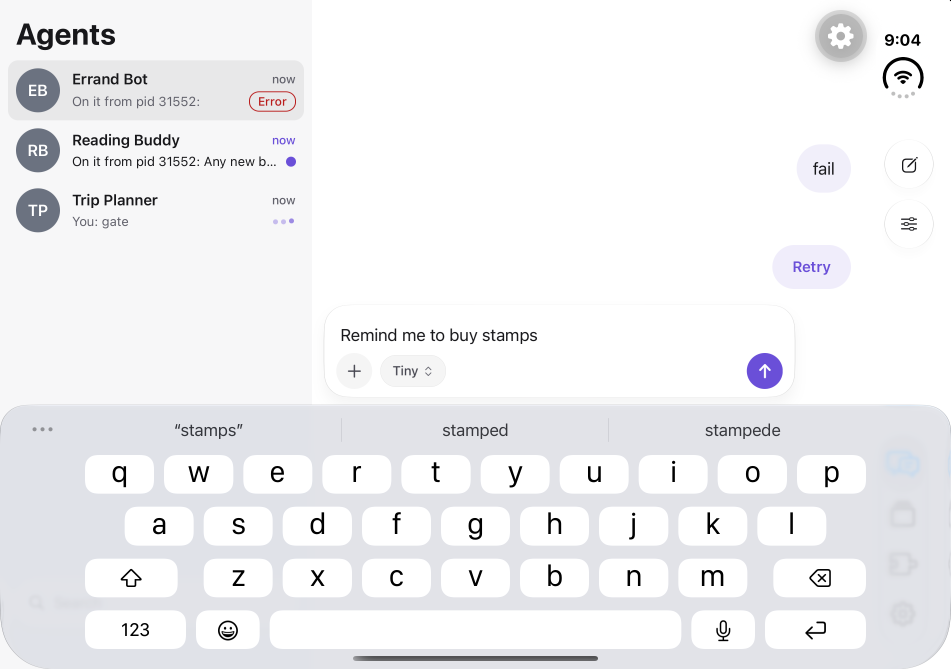 Agents
9:04
EB
Errand Bot
now
On it from pid 31552:
Error
RB
Reading Buddy
now
On it from pid 31552: Any new b...
TP
Trip Planner
now
You: gate
fail
Retry
Remind me to buy stamps
Tiny
“stamps” stamped stampede
q w e r t y u i o p
a s d f g h j k l
z x c v b n m
123